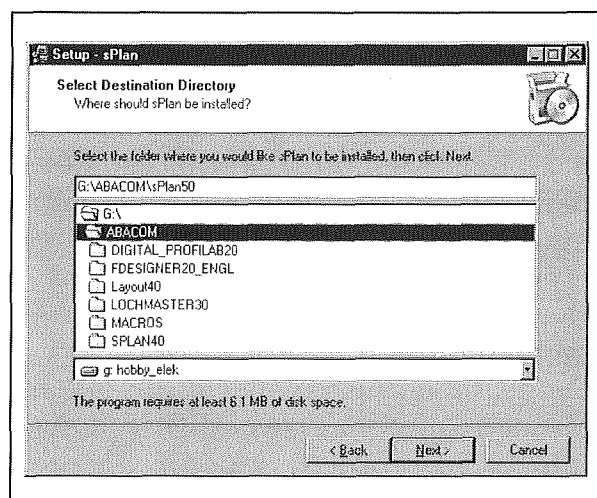 Setup - sPlan
Select Destination Directory
Where should sPlan be installed?
Select the folder where you would like sPlan to be installed, then click Next.
G:\ABACOM\sPlan50
G:\
ABACOM
DIGITAL_PROFILAB20
FDESIGNER20_ENGL
Layout40
LOCHMASTER30
MACROS
SPLAN40
g: hobby_elek
The program requires at least 6.1 MB of disk space.
< Back Next > Cancel